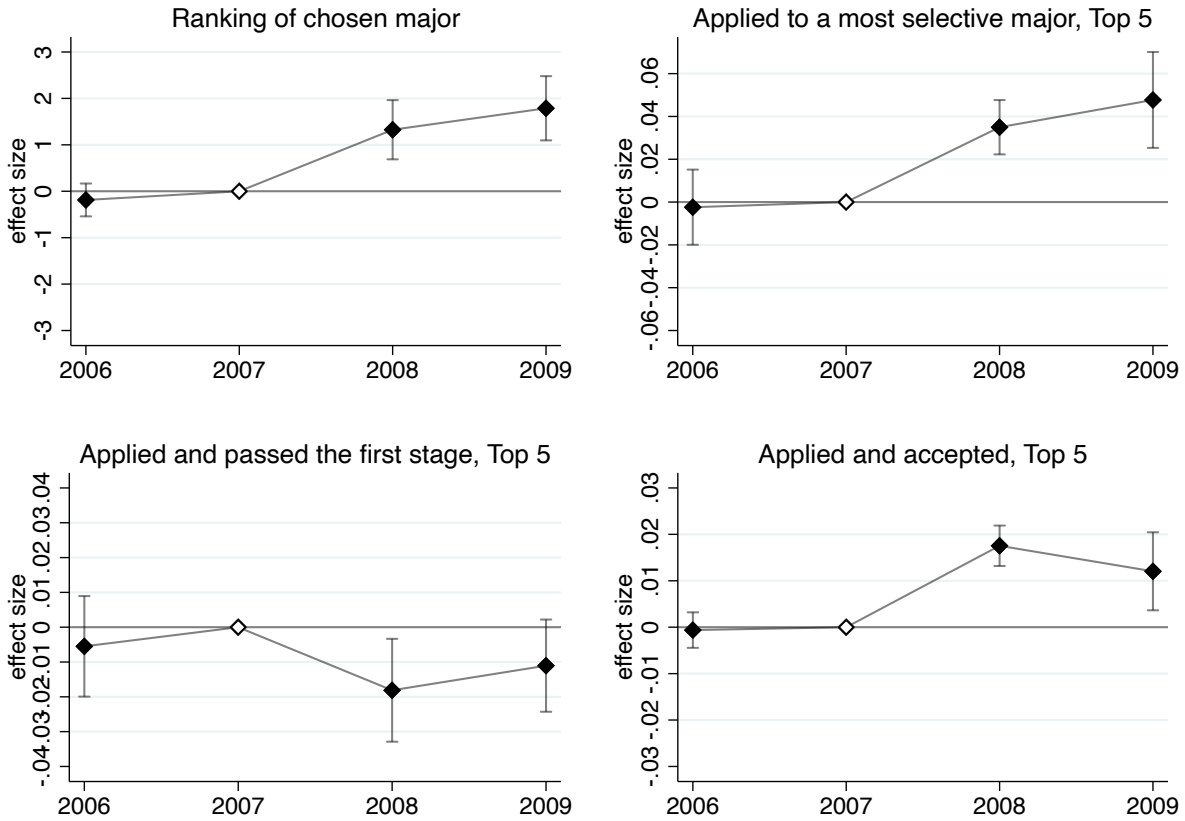 Ranking of chosen major
effect size
3
2
1
0
-1
-2
-3
2006 2007 2008 2009
Applied to a most selective major, Top 5
effect size
.06
.04
.02
0
-.02
-.04
-.06
2006 2007 2008 2009
Applied and passed the first stage, Top 5
effect size
.04
.03
.02
.01
0
-.01
-.02
-.03
-.04
2006 2007 2008 2009
Applied and accepted, Top 5
effect size
.03
.02
.01
0
-.01
-.02
-.03
2006 2007 2008 2009